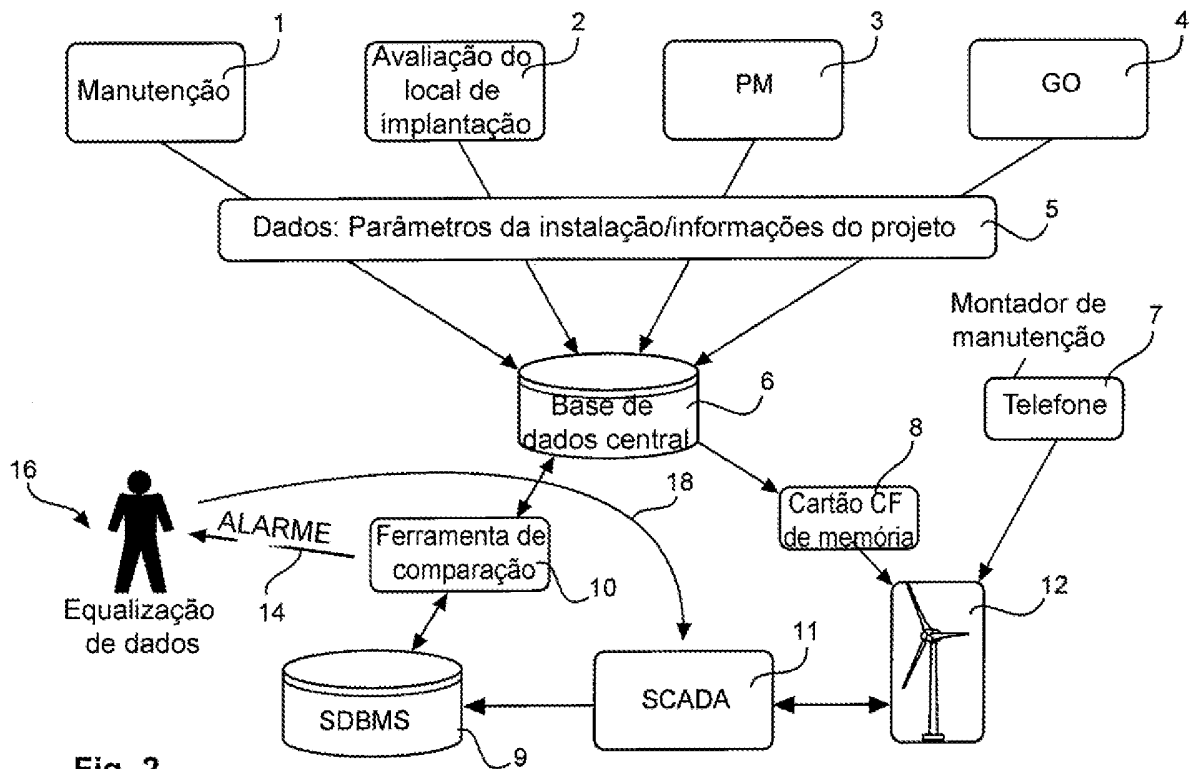 1
2
3
4
Manutenção
Avaliação do
local de
implantação
PM
GO
Dados: Parâmetros da instalação/informações do projeto
5
Montador de
manutenção
7
Telefone
6
Base de
dados central
8
Cartão CF
de memória
16
18
ALARME
14
Ferramenta de
comparação
10
Equalização
de dados
12
11
SCADA
SDBMS
9
Fig. 2